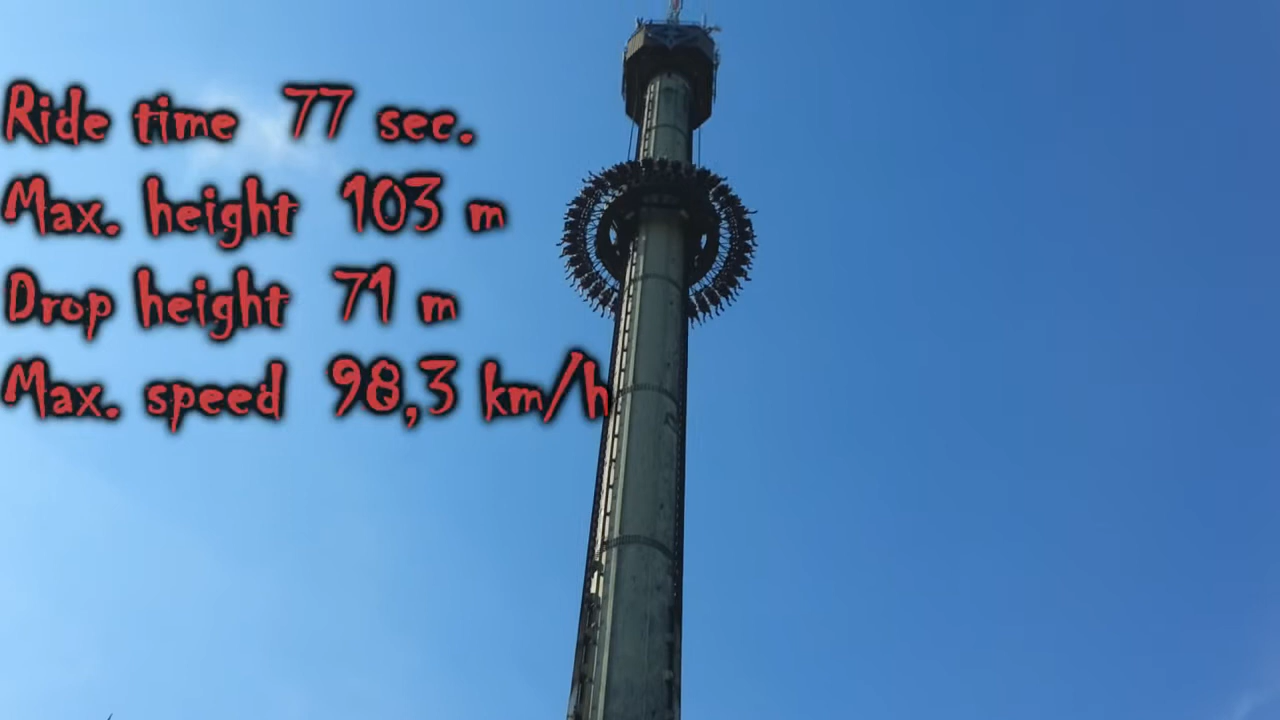 Ride time 77 sec.
Max. height 103 m
Drop height 71 m
Max. speed 98,3 km/h